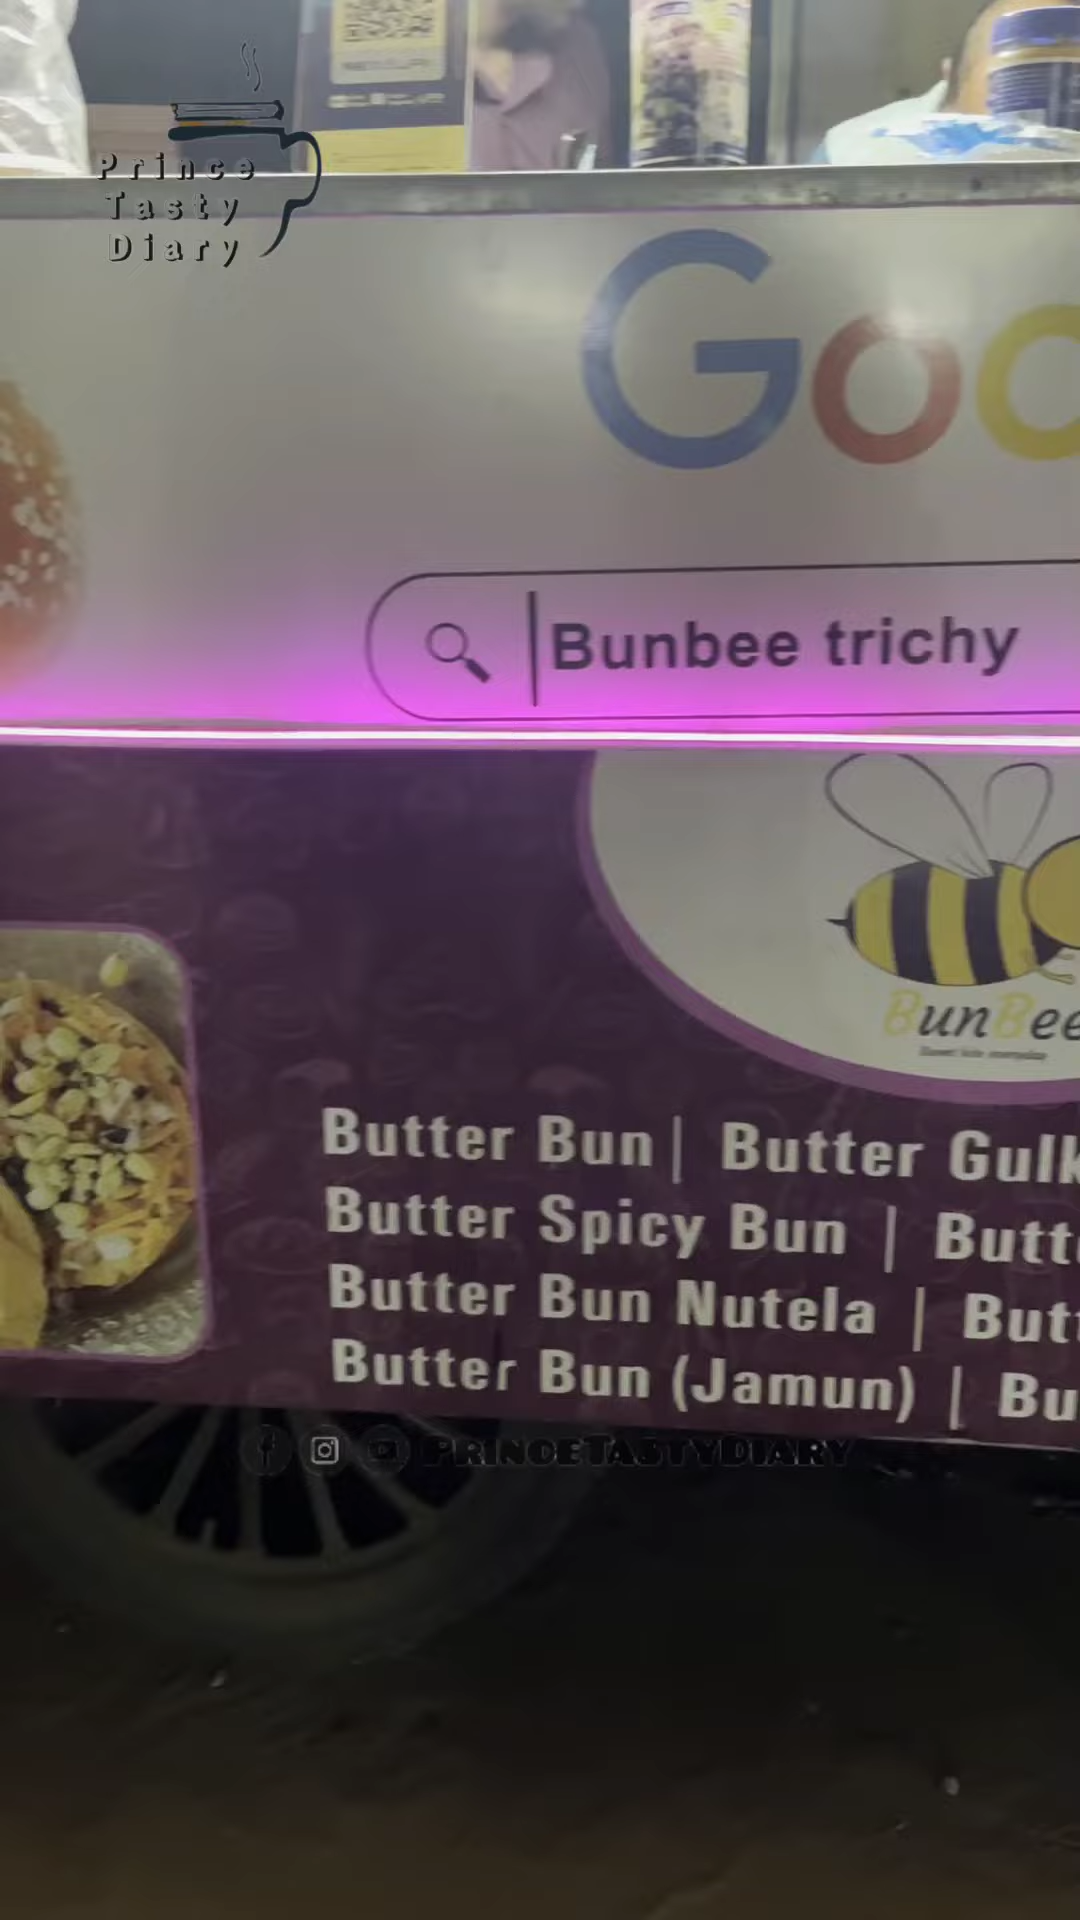 Prince
Tasty
Diary
Goo
Bunbee trichy
BunBee
Butter Bun | Butter Gulk
Butter Spicy Bun | Butt
Butter Bun Nutela | Butt
Butter Bun (Jamun) | Bu
PRINCETASTYDIARY